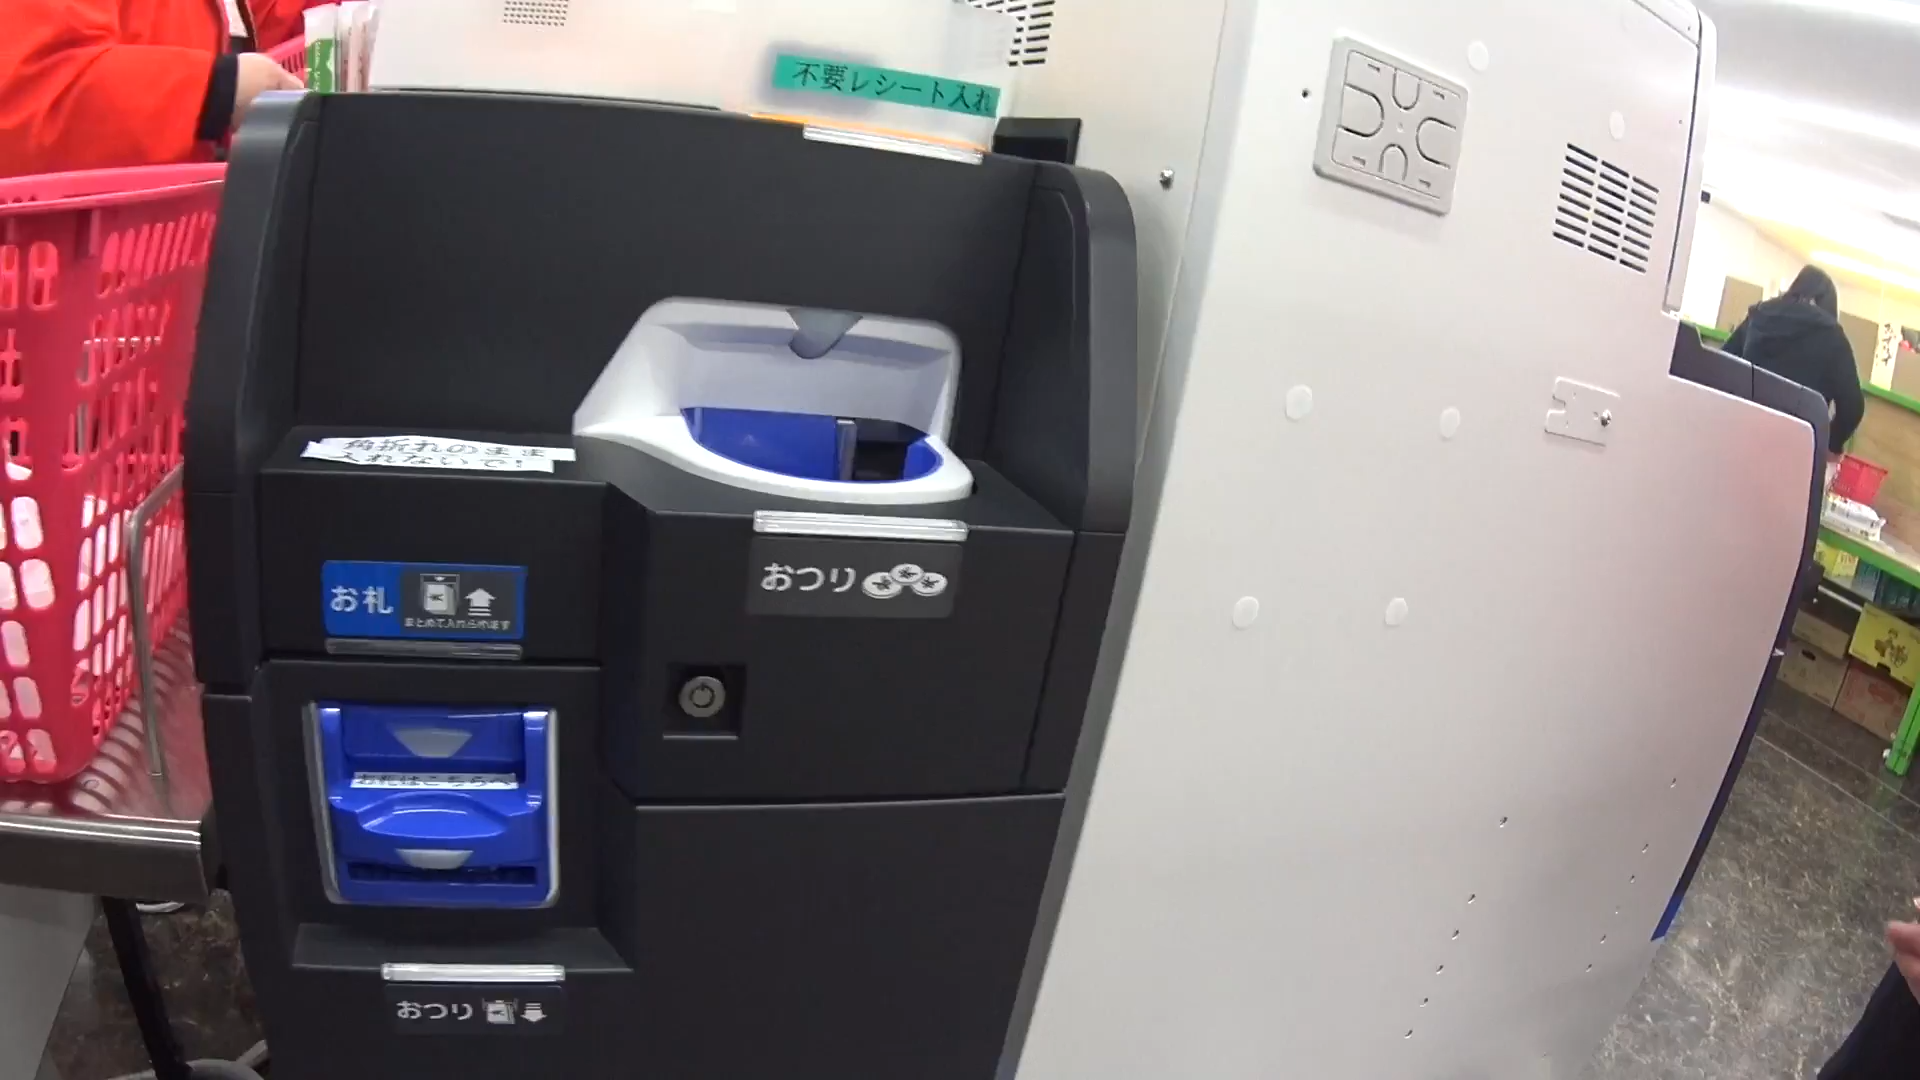 不要レシート入れ
角折れのまま
入れないで!
お札
まとめて入れられます
おつり
お札はこちらへ
おつり